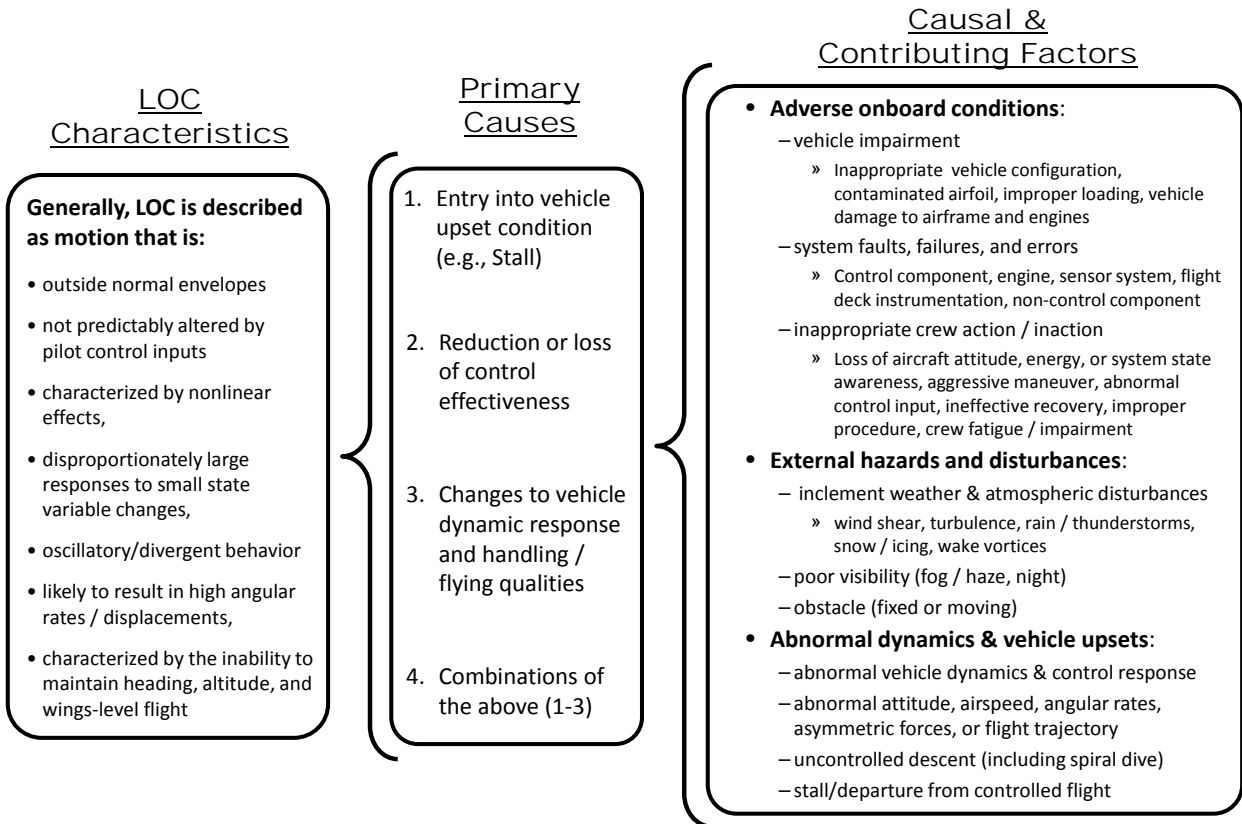 LOC
Characteristics
Generally, LOC is described
as motion that is:
• outside normal envelopes
• not predictably altered by
pilot control inputs
• characterized by nonlinear
effects,
• disproportionately large
responses to small state
variable changes,
• oscillatory/divergent behavior
• likely to result in high angular
rates / displacements,
• characterized by the inability to
maintain heading, altitude, and
wings-level flight
Primary
Causes
1. Entry into vehicle
upset condition
(e.g., Stall)
2. Reduction or loss
of control
effectiveness
3. Changes to vehicle
dynamic response
and handling /
flying qualities
4. Combinations of
the above (1-3)
Causal &
Contributing Factors
• Adverse onboard conditions:
– vehicle impairment
» Inappropriate vehicle configuration,
contaminated airfoil, improper loading, vehicle
damage to airframe and engines
– system faults, failures, and errors
» Control component, engine, sensor system, flight
deck instrumentation, non-control component
– inappropriate crew action / inaction
» Loss of aircraft attitude, energy, or system state
awareness, aggressive maneuver, abnormal
control input, ineffective recovery, improper
procedure, crew fatigue / impairment
• External hazards and disturbances:
– inclement weather & atmospheric disturbances
» wind shear, turbulence, rain / thunderstorms,
snow / icing, wake vortices
– poor visibility (fog / haze, night)
– obstacle (fixed or moving)
• Abnormal dynamics & vehicle upsets:
– abnormal vehicle dynamics & control response
– abnormal attitude, airspeed, angular rates,
asymmetric forces, or flight trajectory
– uncontrolled descent (including spiral dive)
– stall/departure from controlled flight